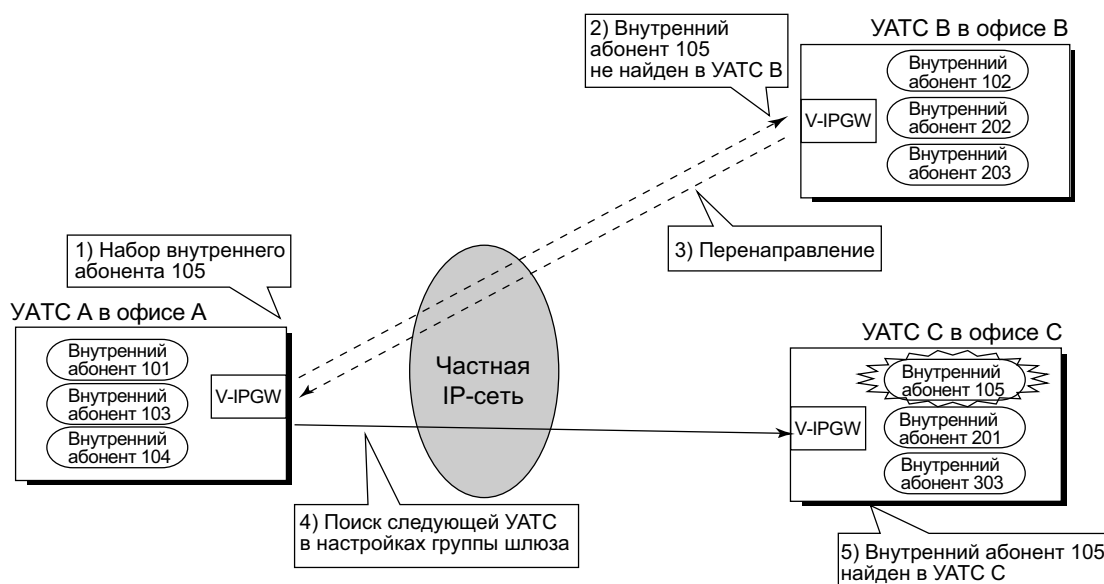 2) Внутренний
абонент 105
не найден в УАТС B
УАТС B в офисе B
Внутренний
абонент 102
V-IPGW
Внутренний
абонент 202
Внутренний
абонент 203
1) Набор внутреннего
абонента 105
3) Перенаправление
УАТС A в офисе A
Внутренний
абонент 101
Внутренний
абонент 103
Внутренний
абонент 104
V-IPGW
Частная
IP-сеть
УАТС C в офисе C
Внутренний
абонент 105
V-IPGW
Внутренний
абонент 201
Внутренний
абонент 303
4) Поиск следующей УАТС
в настройках группы шлюза
5) Внутренний абонент 105
найден в УАТС C